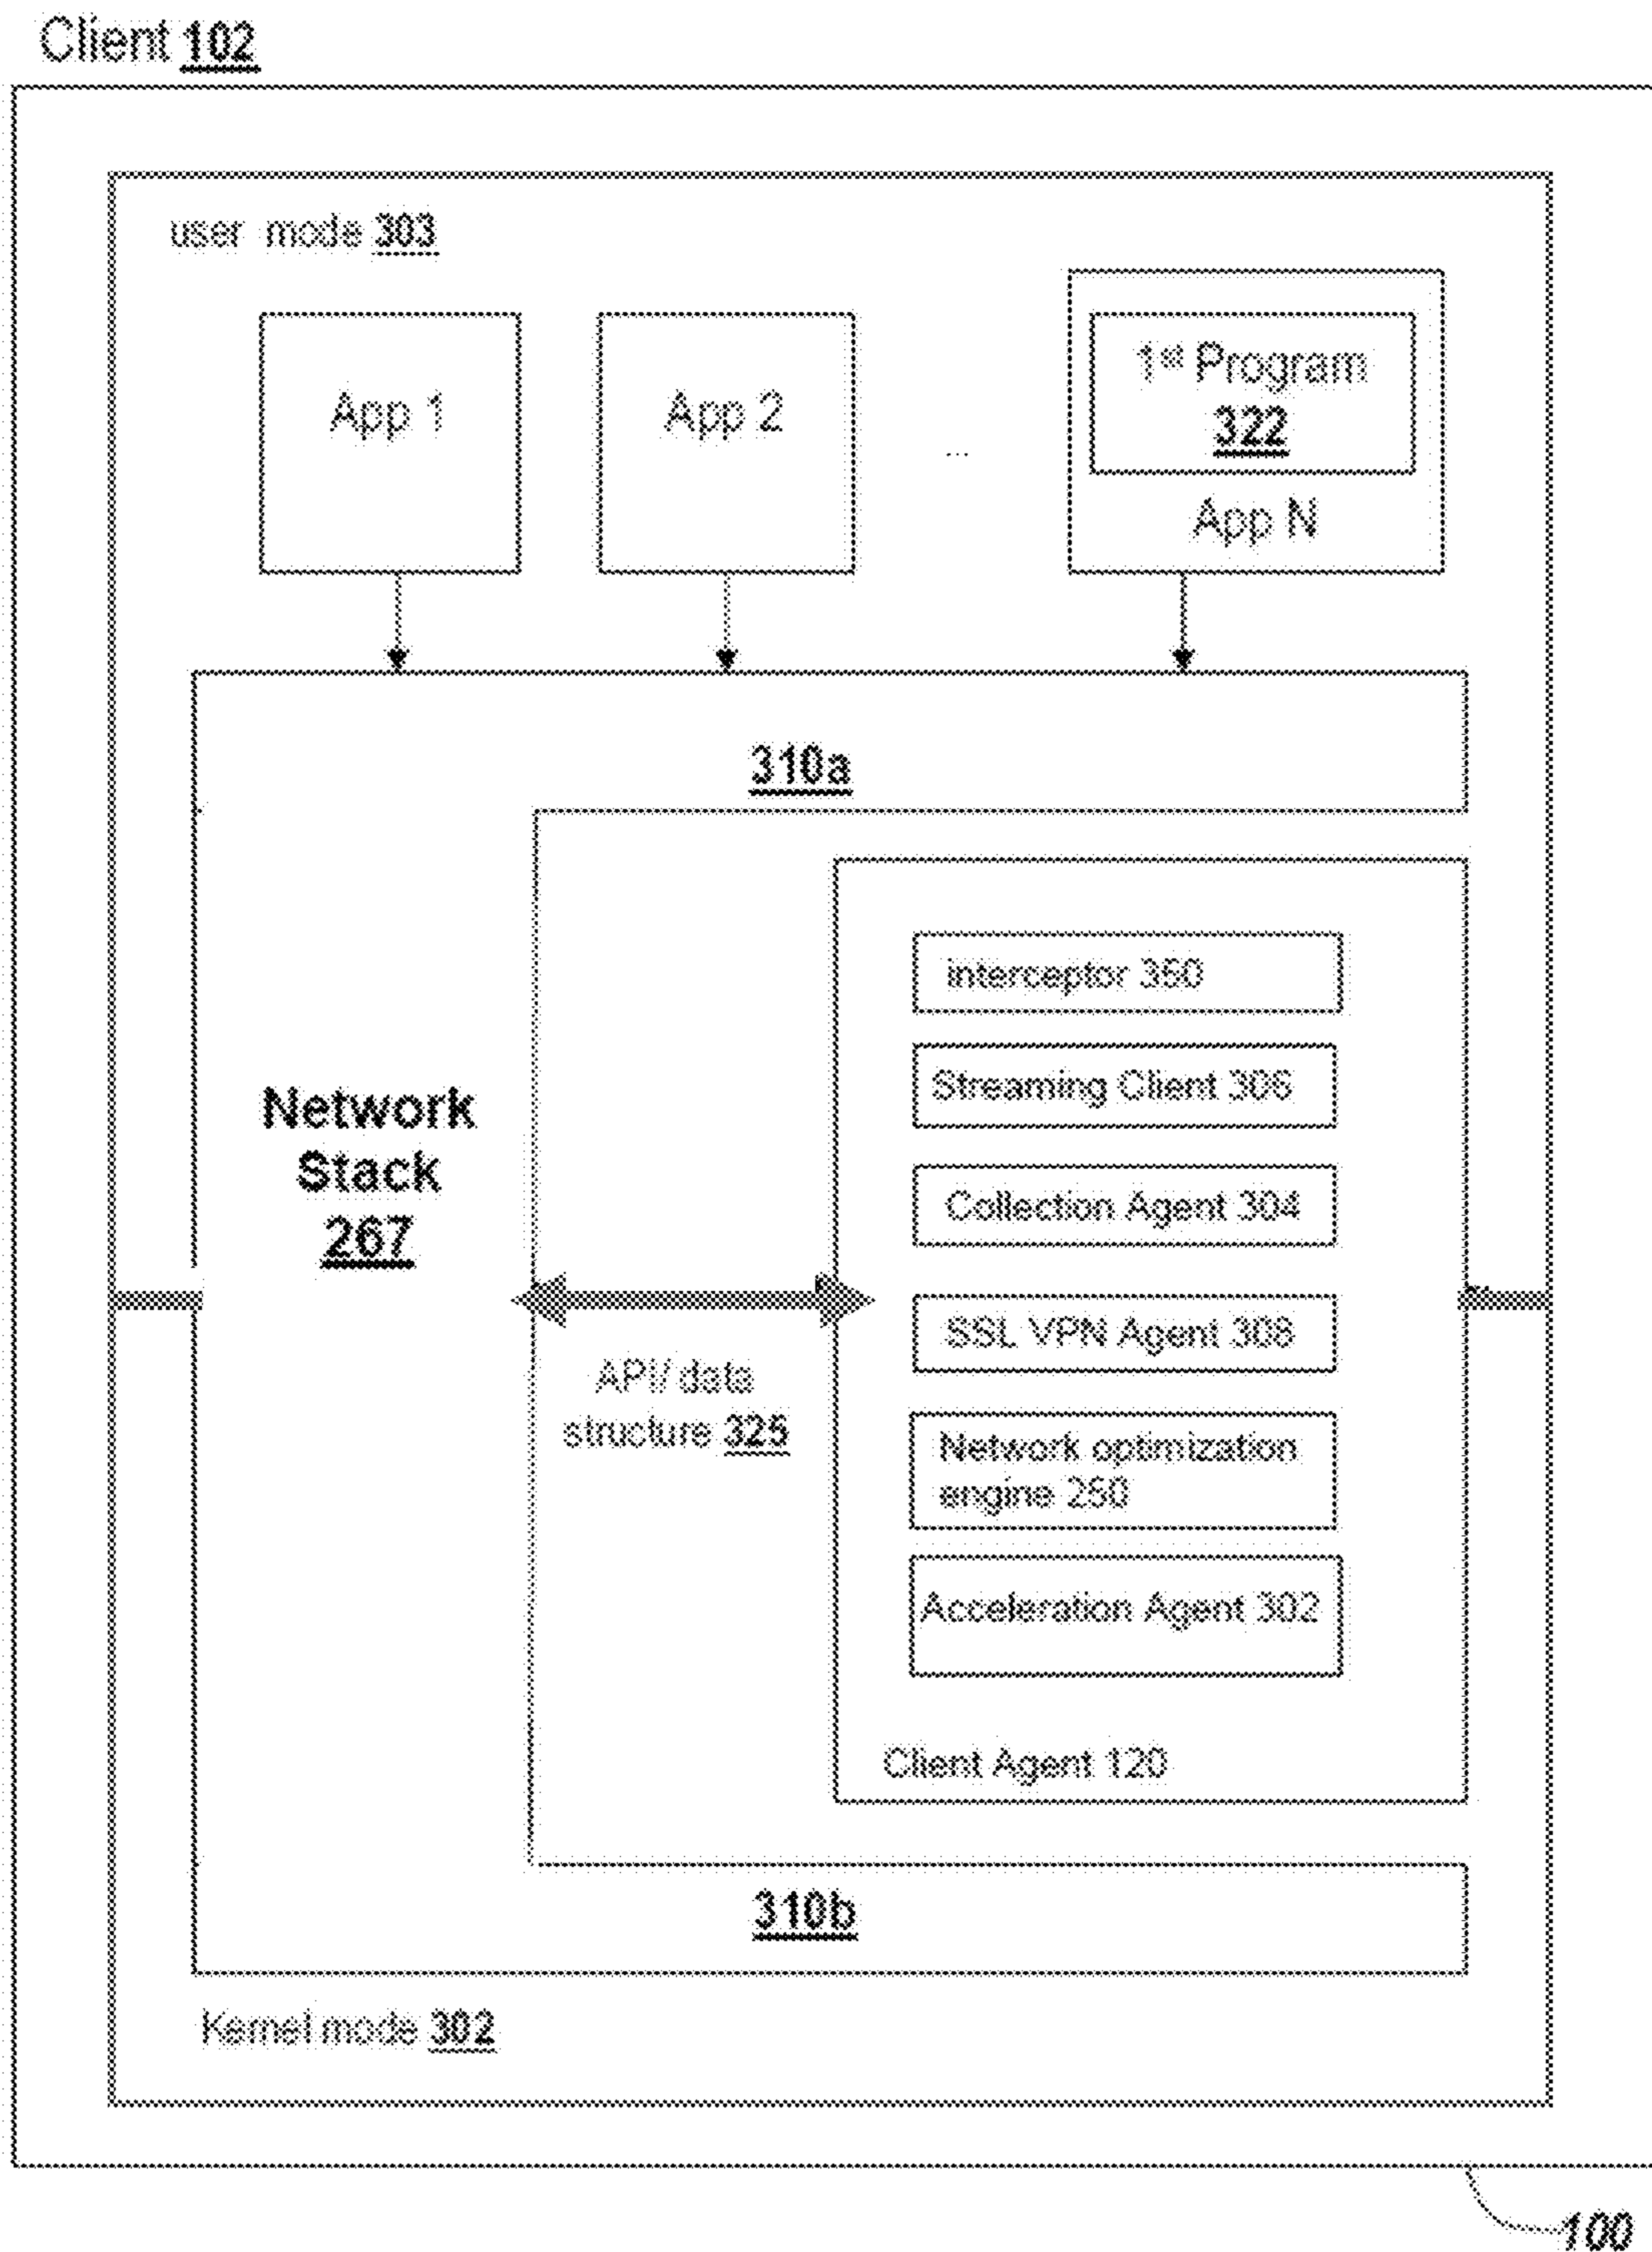 Client 102
user mode 303
App 1
App 2
...
1st Program
322
App N
310a
interceptor 350
Streaming Client 306
Network
Stack
267
Collection Agent 304
SSL VPN Agent 308
API/ data
structure 325
Network optimization
engine 250
Acceleration Agent 302
Client Agent 120
310b
Kernel mode 302
100